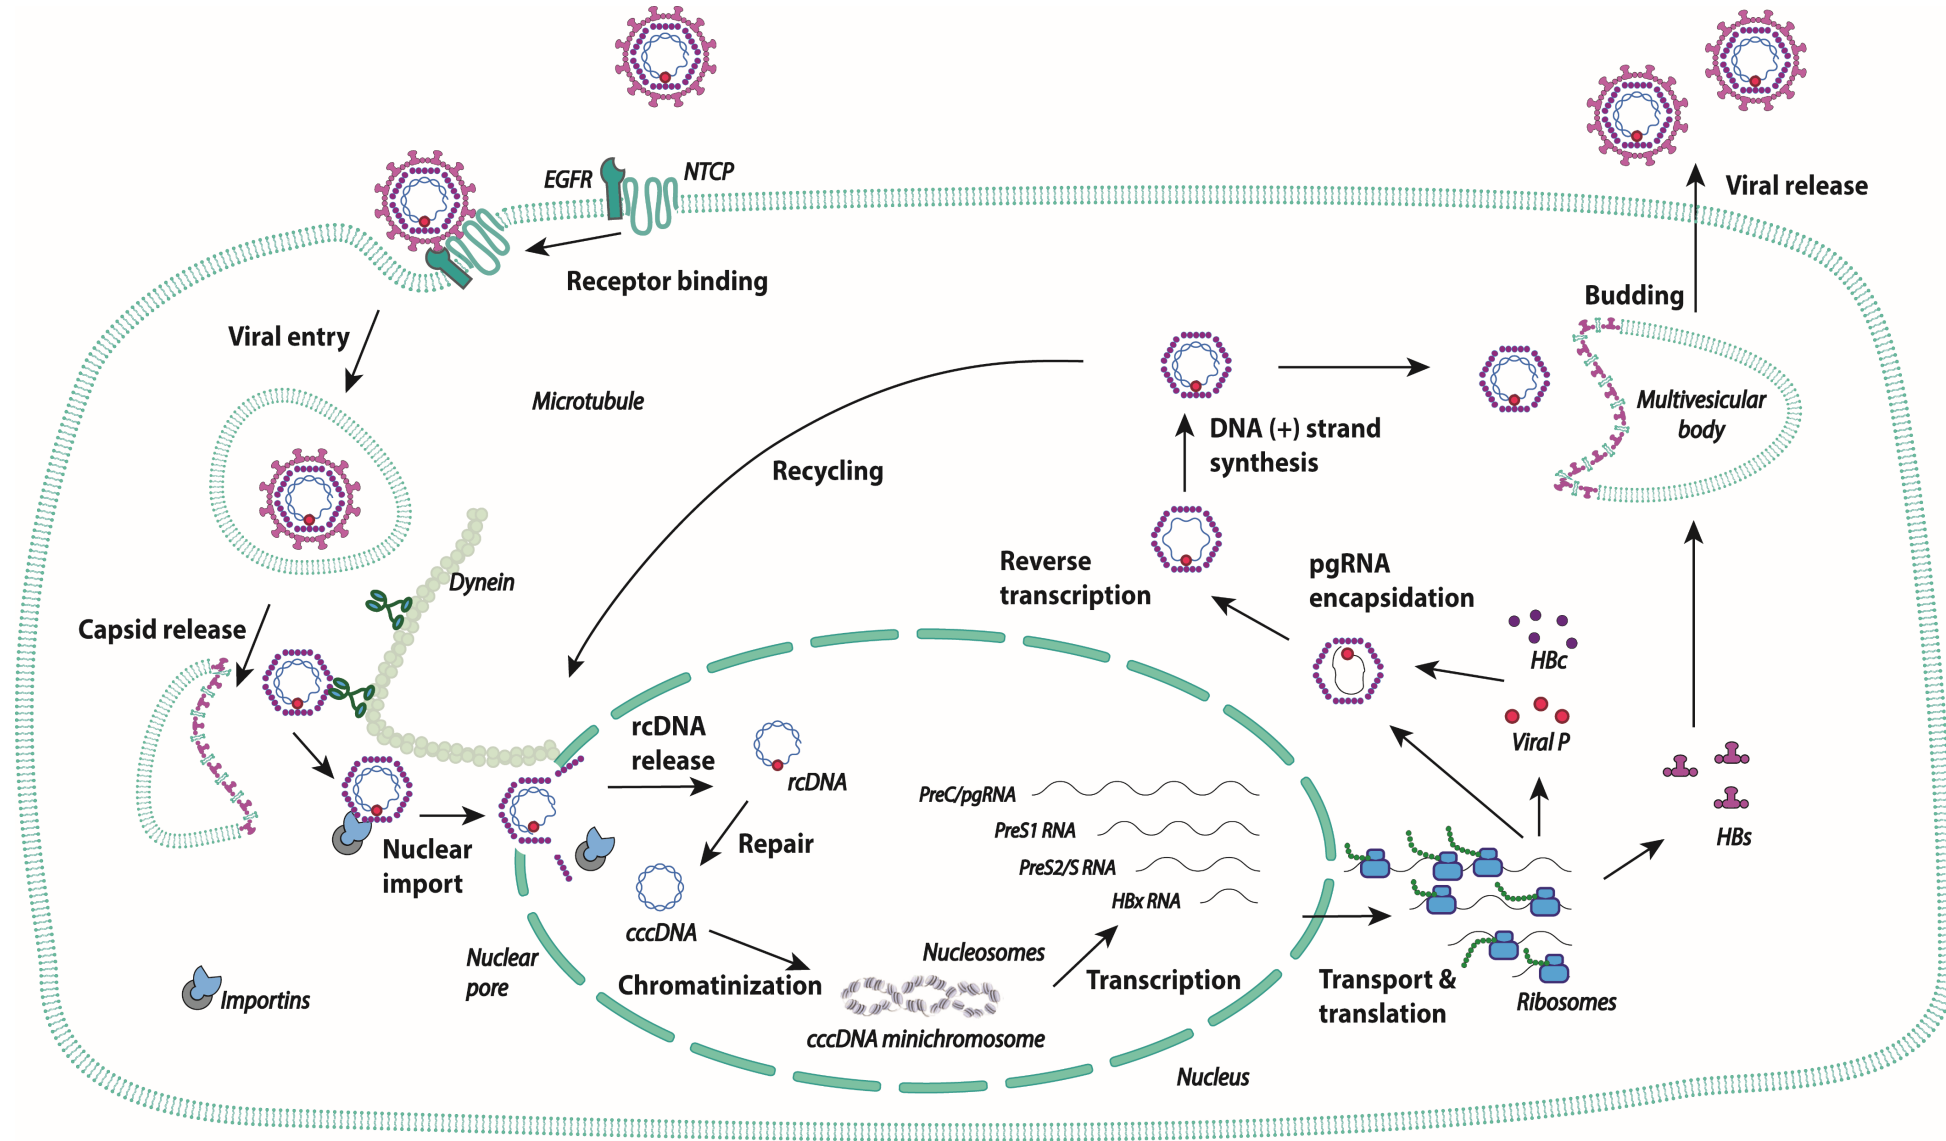 EGFR
NTCP
Viral release
Receptor binding
Budding
Viral entry
Microtubule
Multivesicular
body
DNA (+) strand
synthesis
Recycling
Dynein
Reverse
transcription
pgRNA
encapsidation
Capsid release
HBc
rcDNA
release
Viral P
rcDNA
PreC/pgRNA
PreS1 RNA
HBs
Repair
Nuclear
import
PreS2/S RNA
HBx RNA
cccDNA
Nucleosomes
Nuclear
pore
Chromatinization
Transcription
Transport &
translation
Importins
Ribosomes
cccDNA minichromosome
Nucleus